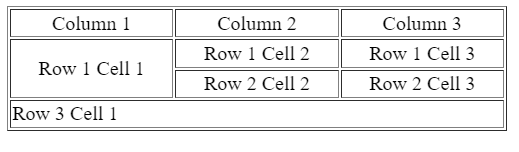 Column 1 Column 2 Column 3
Row 1 Cell 1 Row 1 Cell 2 Row 1 Cell 3
Row 2 Cell 2 Row 2 Cell 3
Row 3 Cell 1